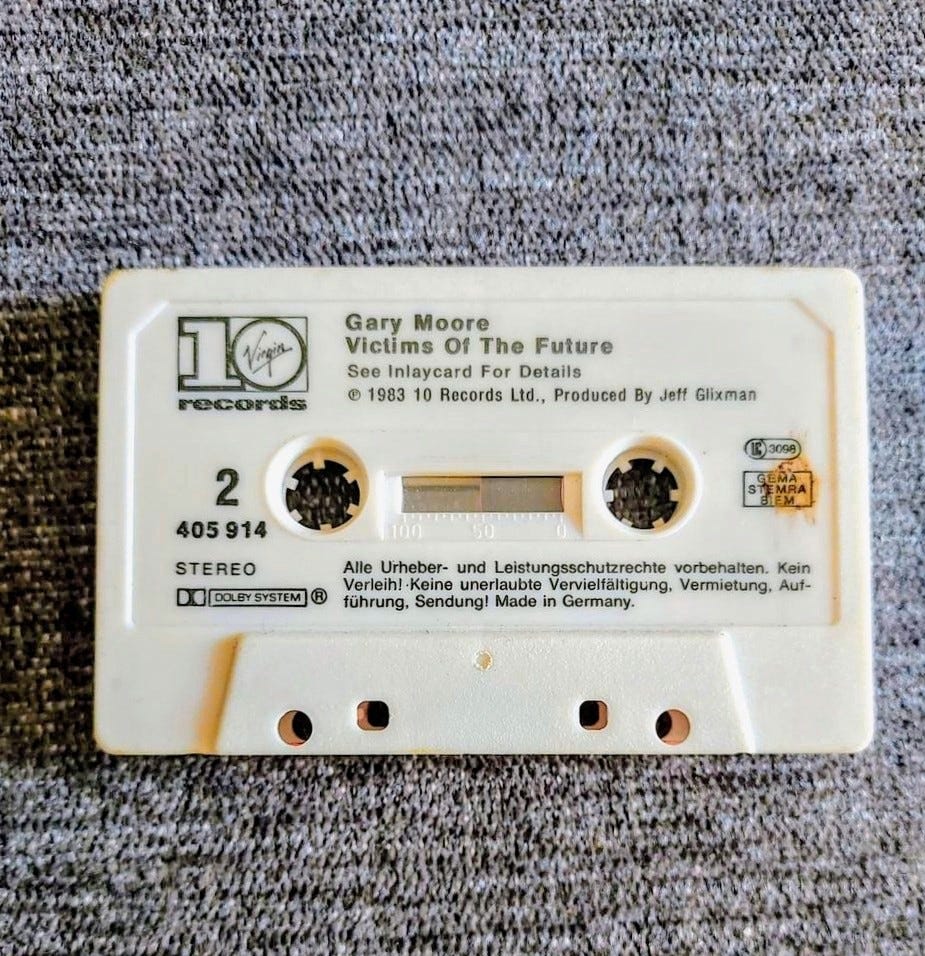 10
Virgin
records
Gary Moore
Victims Of The Future
See Inlaycard For Details
℗ 1983 10 Records Ltd., Produced By Jeff Glixman
LC 3098
GEMA
STEMRA
BIEM
2
405 914
100 50 0
STEREO
DOLBY SYSTEM ®
Alle Urheber- und Leistungsschutzrechte vorbehalten. Kein
Verleih! Keine unerlaubte Vervielfältigung, Vermietung, Auf-
führung, Sendung! Made in Germany.